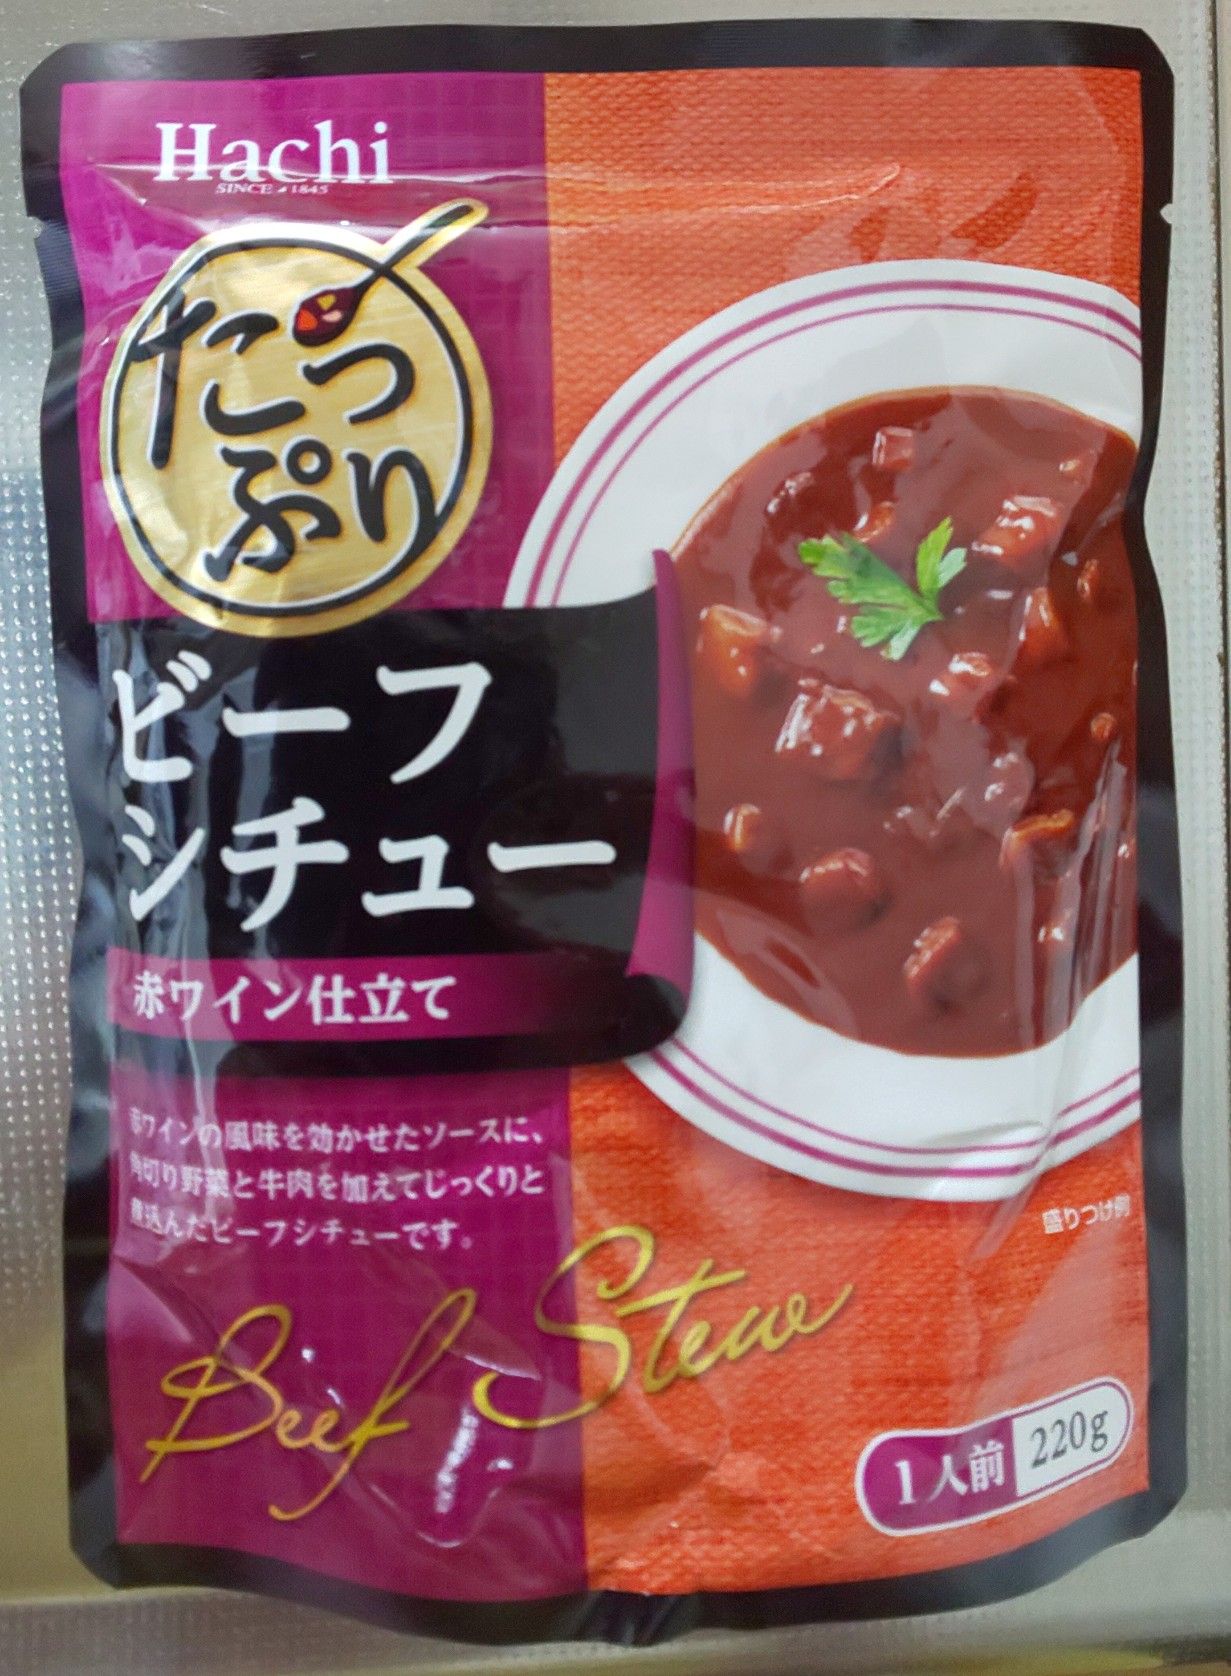 Hachi
SINCE 1845
たっぷり
ビーフ
シチュー
赤ワイン仕立て
赤ワインの風味を効かせたソースに、
角切り野菜と牛肉を加えてじっくりと
煮込んだビーフシチューです。
盛りつけ例
Beef Stew
1人前 220g